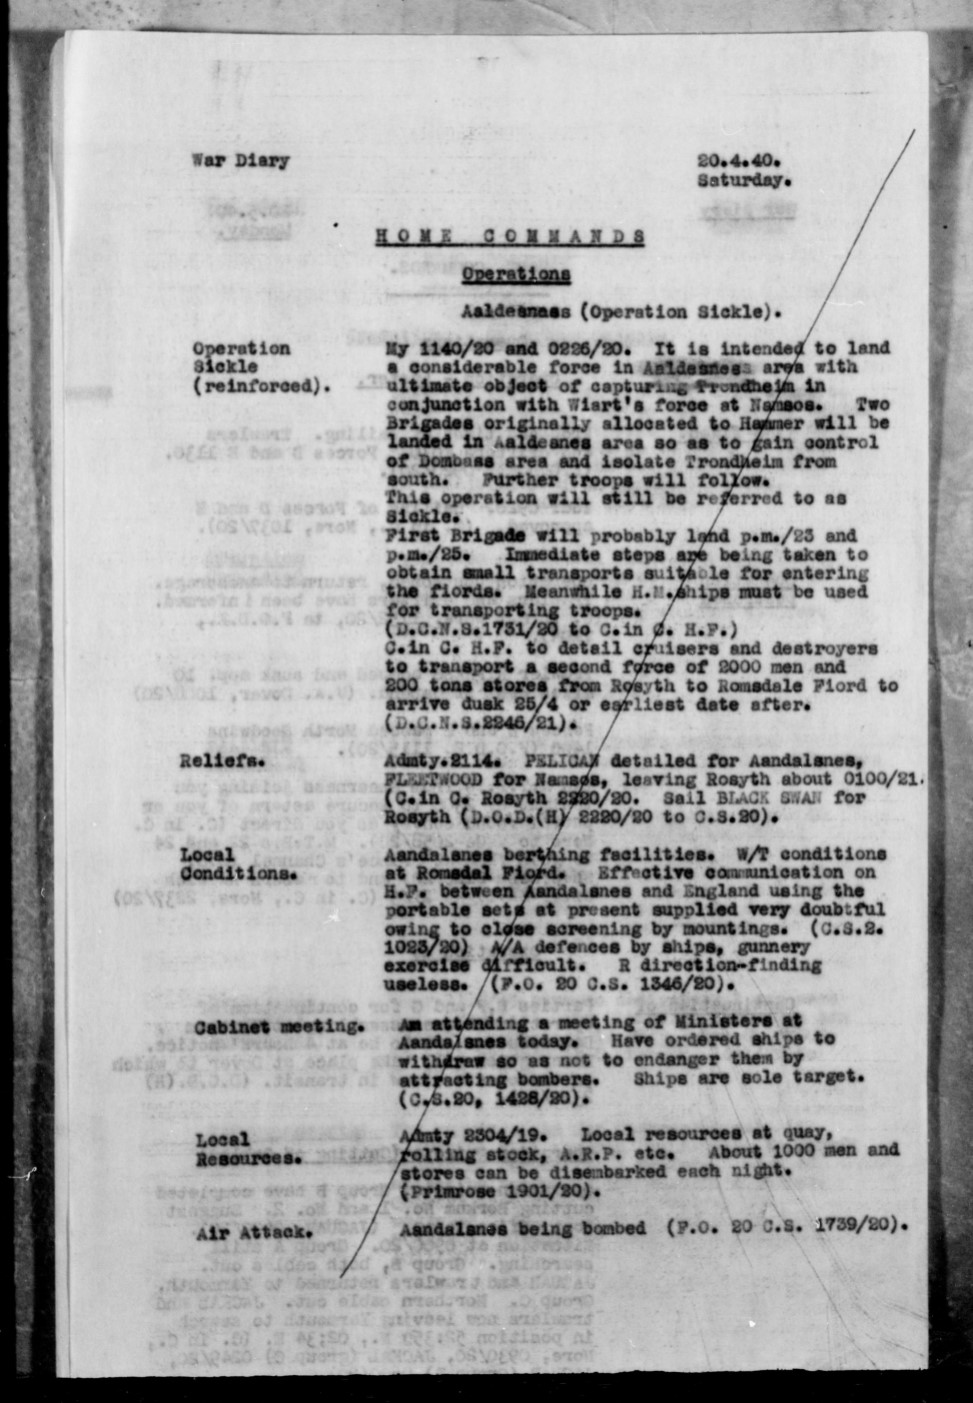 War Diary
20.4.40.
Saturday.
HOME COMMANDS
Operations
Aaldesness (Operation Sickle).
Operation
Sickle
(reinforced).
My 1140/20 and 0226/20. It is intended to land
a considerable force in Aaldesness area with
ultimate object of capturing Trondheim in
conjunction with Wiart's force at Namsos. Two
Brigades originally allocated to Hammer will be
landed in Aaldeanes area so as to gain control
of Dombass area and isolate Trondheim from
south. Further troops will follow.
This operation will still be referred to as
Sickle.
First Brigade will probably land p.m./23 and
p.m./25. Immediate steps are being taken to
obtain small transports suitable for entering
the fiords. Meanwhile H.M.ships must be used
for transporting troops.
(D.C.N.S.1731/20 to C.in C. H.F.)
C.in C. H.F. to detail cruisers and destroyers
to transport a second force of 2000 men and
200 tons stores from Rosyth to Romsdale Fiord to
arrive dusk 25/4 or earliest date after.
(D.C.N.S.2246/21).
Reliefs.
Admty.2114. PELICAN detailed for Aandalanes,
FLEETWOOD for Namsos, leaving Rosyth about 0100/21.
(C.in C. Rosyth 2220/20. Sail BLACK SWAN for
Rosyth (D.O.D.(H) 2220/20 to C.S.20).
Local
Conditions.
Aandalanes berthing facilities. W/T conditions
at Romsdal Fiord. Effective communication on
H.F. between Aandalanes and England using the
portable sets at present supplied very doubtful
owing to close screening by mountings. (C.S.2.
1023/20) A/A defences by ships, gunnery
exercise difficult. R direction-finding
useless. (F.O. 20 C.S. 1346/20).
Cabinet meeting.
Am attending a meeting of Ministers at
Aandalsnes today. Have ordered ships to
withdraw so as not to endanger them by
attracting bombers. Ships are sole target.
(C.S.20, 1428/20).
Local
Resources.
Admty 2304/19. Local resources at quay,
rolling stock, A.R.P. etc. About 1000 men and
stores can be disembarked each night.
(Primrose 1901/20).
Air Attack.
Aandalanes being bombed (F.O. 20 C.S. 1739/20).